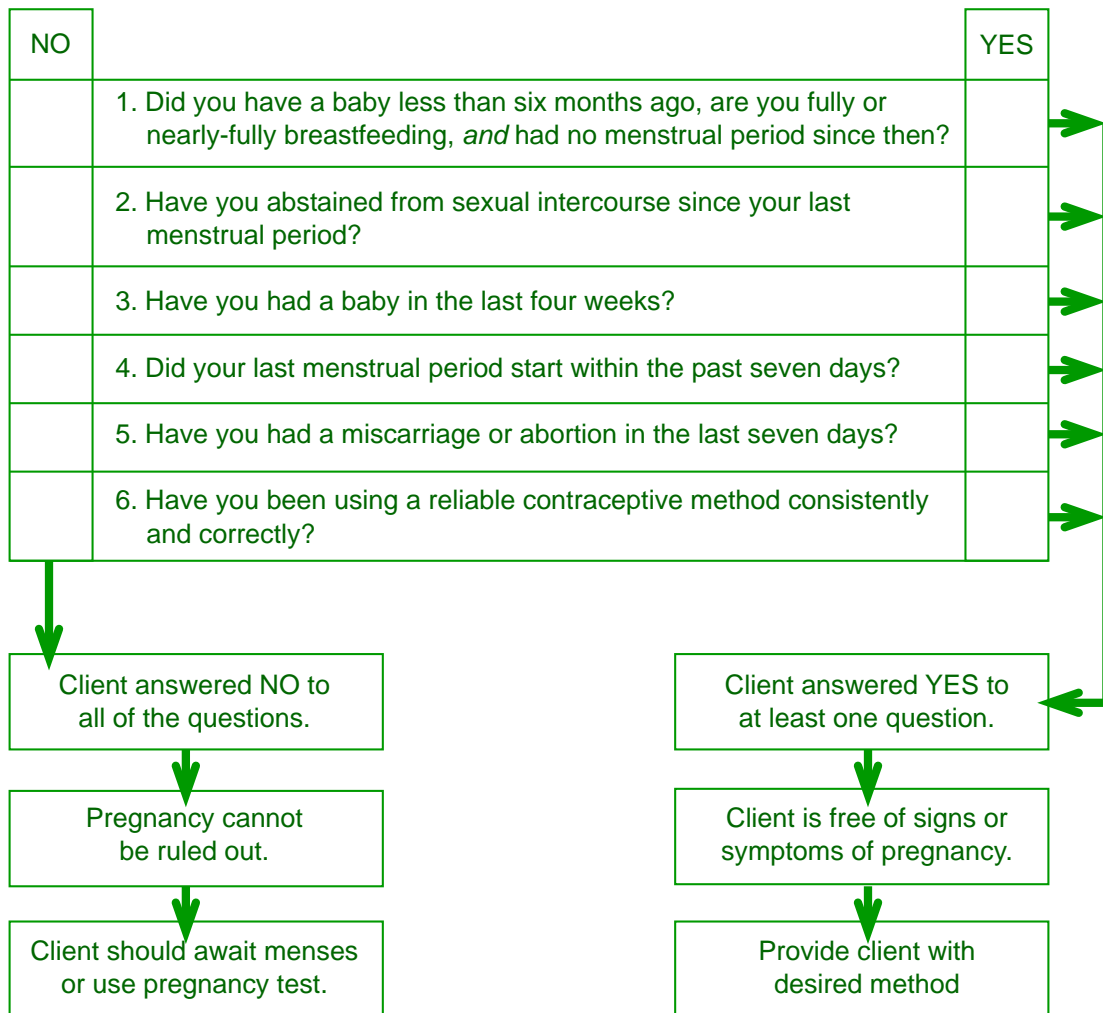 NO
YES
1. Did you have a baby less than six months ago, are you fully or
nearly-fully breastfeeding, and had no menstrual period since then?
2. Have you abstained from sexual intercourse since your last
menstrual period?
3. Have you had a baby in the last four weeks?
4. Did your last menstrual period start within the past seven days?
5. Have you had a miscarriage or abortion in the last seven days?
6. Have you been using a reliable contraceptive method consistently
and correctly?
Client answered NO to
all of the questions.
Client answered YES to
at least one question.
Pregnancy cannot
be ruled out.
Client is free of signs or
symptoms of pregnancy.
Client should await menses
or use pregnancy test.
Provide client with
desired method